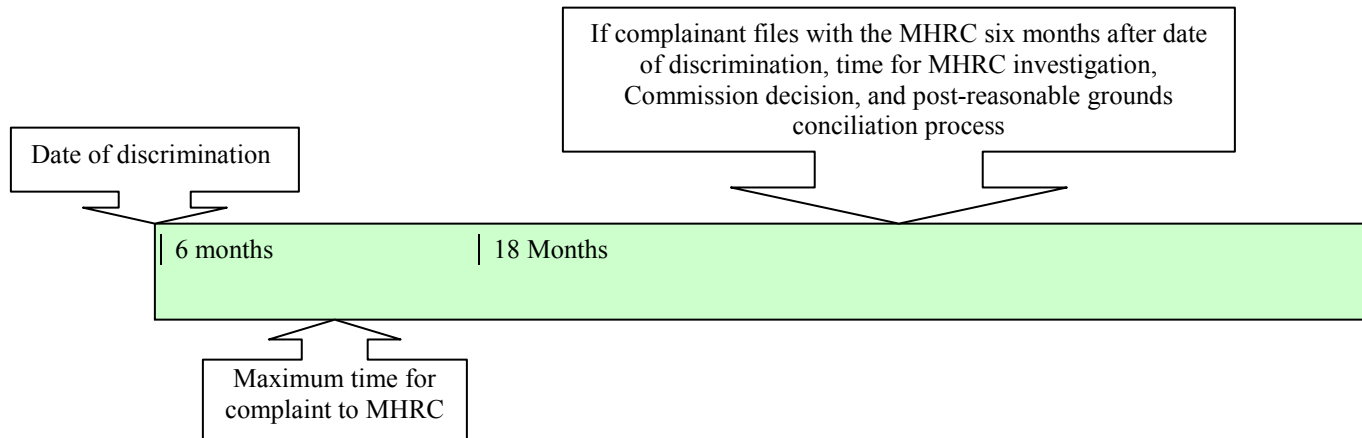 If complainant files with the MHRC six months after date
of discrimination, time for MHRC investigation,
Commission decision, and post-reasonable grounds
conciliation process
Date of discrimination
6 months
18 Months
Maximum time for
complaint to MHRC